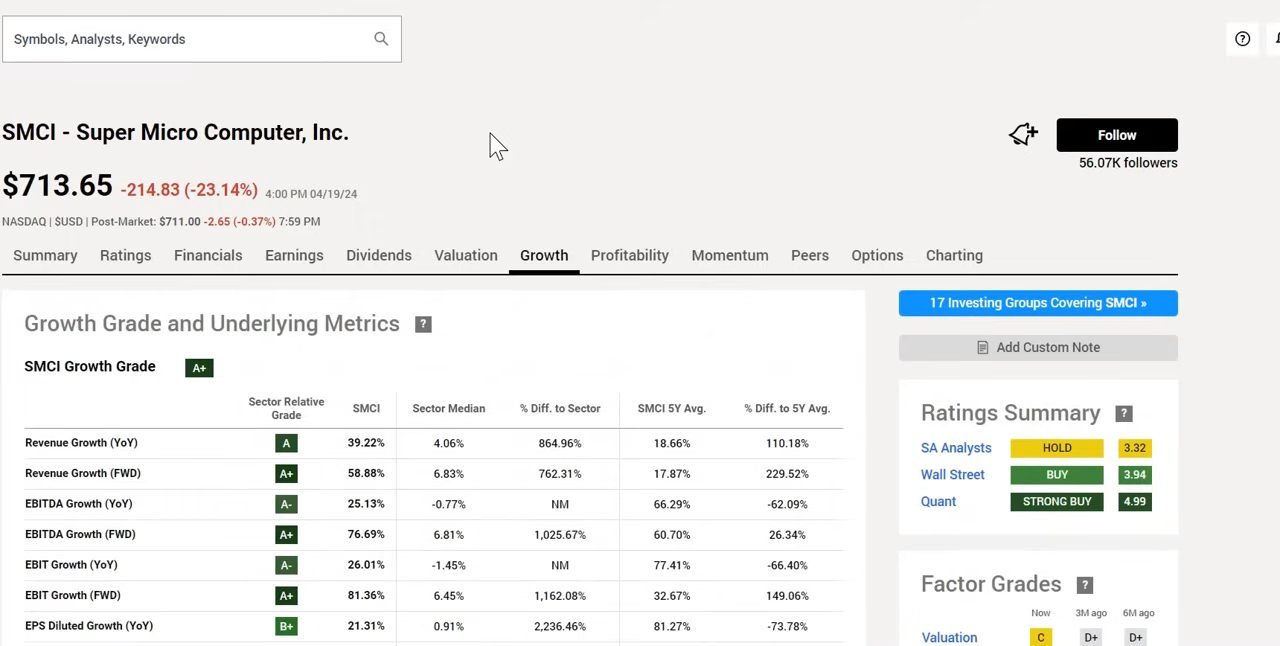 Symbols, Analysts, Keywords
SMCI - Super Micro Computer, Inc.
Follow
56.07K followers
$713.65 -214.83 (-23.14%) 4:00 PM 04/19/24
NASDAQ | $USD | Post-Market: $711.00 -2.65 (-0.37%) 7:59 PM
Summary Ratings Financials Earnings Dividends Valuation Growth Profitability Momentum Peers Options Charting
Growth Grade and Underlying Metrics ?
SMCI Growth Grade A+
Sector Relative Grade SMCI Sector Median % Diff. to Sector SMCI 5Y Avg. % Diff. to 5Y Avg.
Revenue Growth (YoY) A 39.22% 4.06% 864.96% 18.66% 110.18%
Revenue Growth (FWD) A+ 58.88% 6.83% 762.31% 17.87% 229.52%
EBITDA Growth (YoY) A- 25.13% -0.77% NM 66.29% -62.09%
EBITDA Growth (FWD) A+ 76.69% 6.81% 1,025.67% 60.70% 26.34%
EBIT Growth (YoY) A- 26.01% -1.45% NM 77.41% -66.40%
EBIT Growth (FWD) A+ 81.36% 6.45% 1,162.08% 32.67% 149.06%
EPS Diluted Growth (YoY) B+ 21.31% 0.91% 2,236.46% 81.27% -73.78%
17 Investing Groups Covering SMCI »
Add Custom Note
Ratings Summary ?
SA Analysts HOLD 3.32
Wall Street BUY 3.94
Quant STRONG BUY 4.99
Factor Grades ?
Now 3M ago 6M ago
Valuation C D+ D+